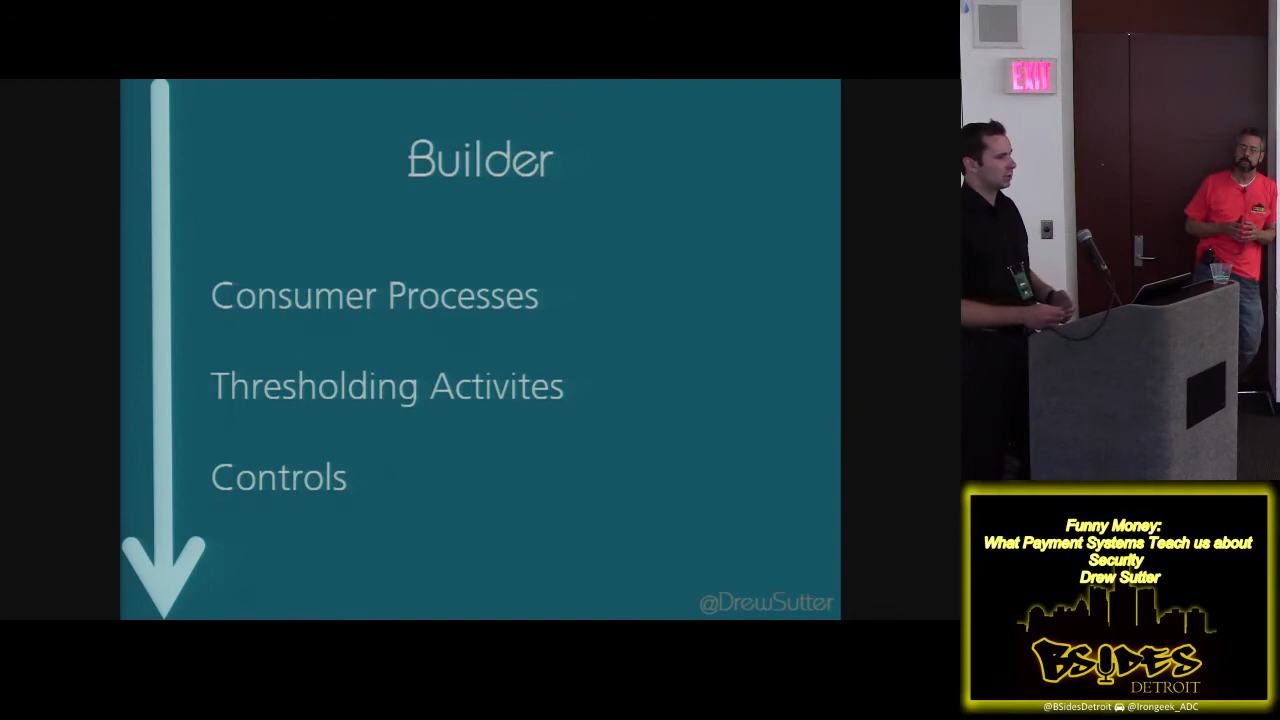 Builder
Consumer Processes
Thresholding Activites
Controls
@DrewSutter
EXIT
Funny Money:
What Payment Systems Teach us about
Security
Drew Sutter
BSIDES
DETROIT
@BSidesDetroit @Irongeek_ADC